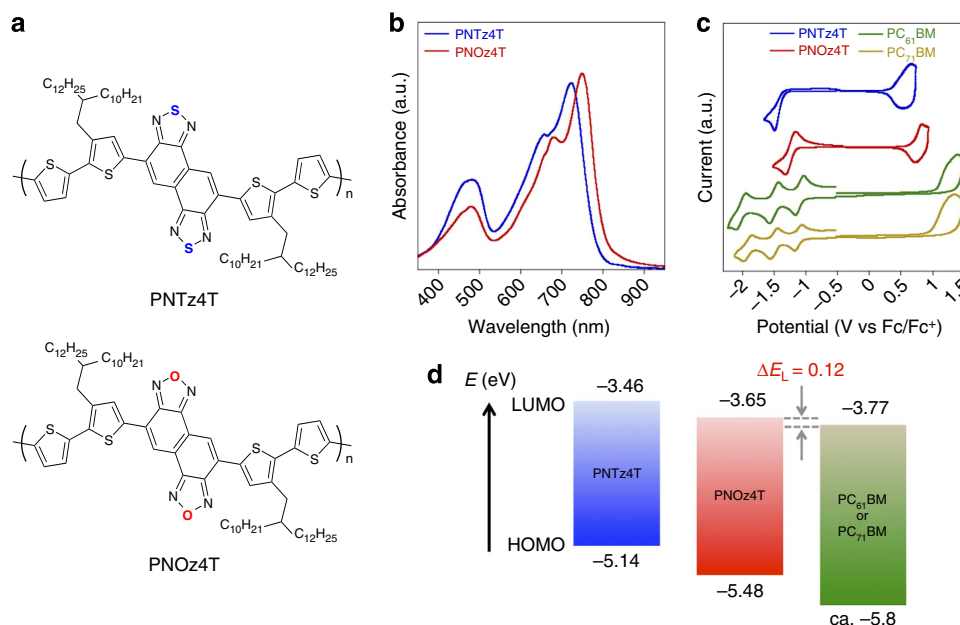 a
C₁₂H₂₅
C₁₀H₂₁
N S N
S S S S
( ) n
N S N
C₁₀H₂₁ C₁₂H₂₅
PNTz4T
C₁₂H₂₅
C₁₀H₂₁
N O N
S S S S
( ) n
N O N
C₁₀H₂₁ C₁₂H₂₅
PNOz4T
b
PNTz4T
PNOz4T
Absorbance (a.u.)
400 500 600 700 800 900
Wavelength (nm)
c
PNTz4T PC₆₁BM
PNOz4T PC₇₁BM
Current (a.u.)
−2 −1.5 −1 −0.5 0 0.5 1 1.5
Potential (V vs Fc/Fc⁺)
d
E (eV)
LUMO
HOMO
−3.46
PNTz4T
−5.14
ΔE_L = 0.12
−3.65
PNOz4T
−5.48
−3.77
PC₆₁BM
or
PC₇₁BM
ca. −5.8